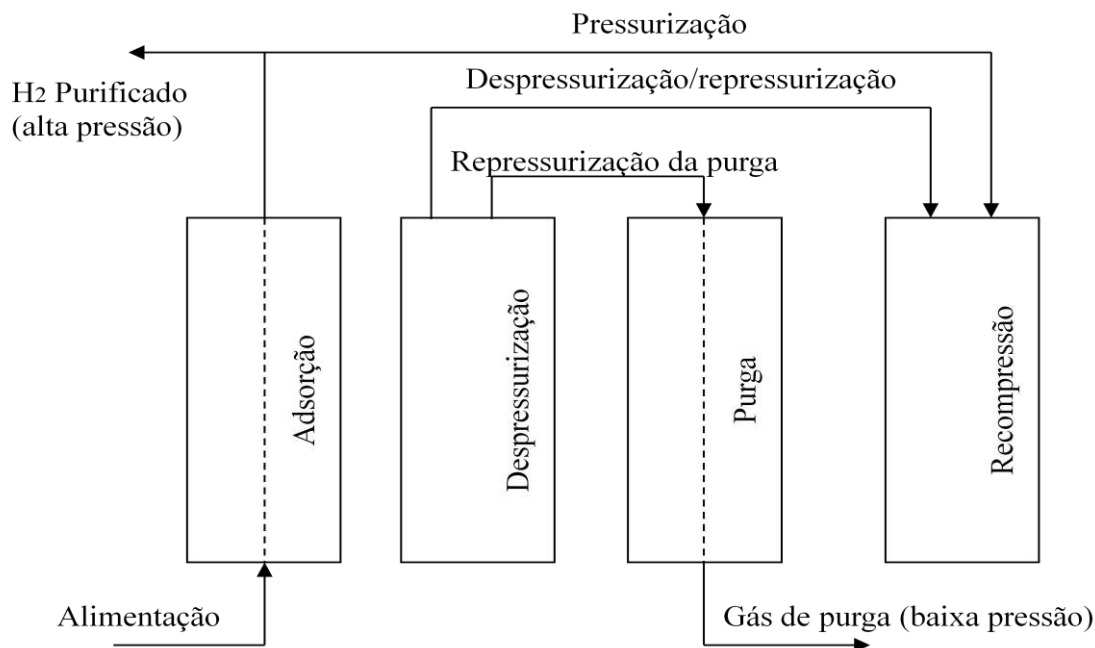 Pressurização
H2 Purificado
(alta pressão)
Despressurização/repressurização
Repressurização da purga
Adsorção
Despressurização
Purga
Recompressão
Alimentação
Gás de purga (baixa pressão)